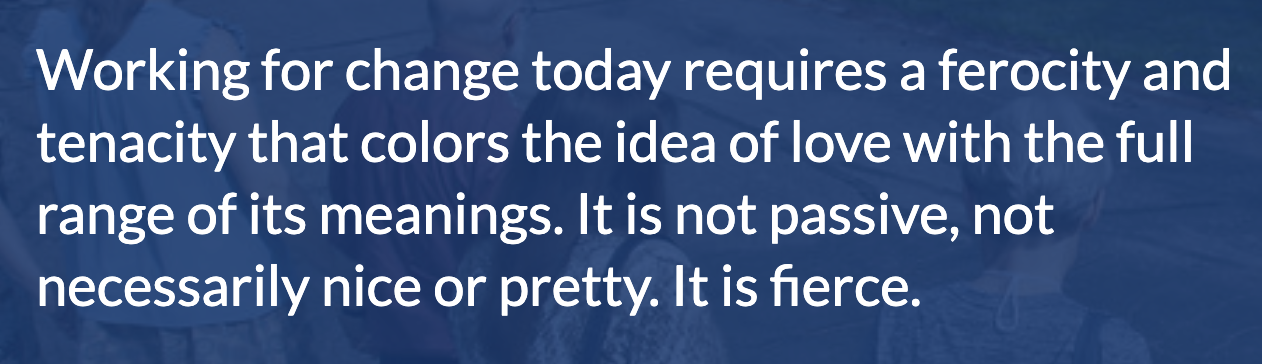 Working for change today requires a ferocity and
tenacity that colors the idea of love with the full
range of its meanings. It is not passive, not
necessarily nice or pretty. It is fierce.